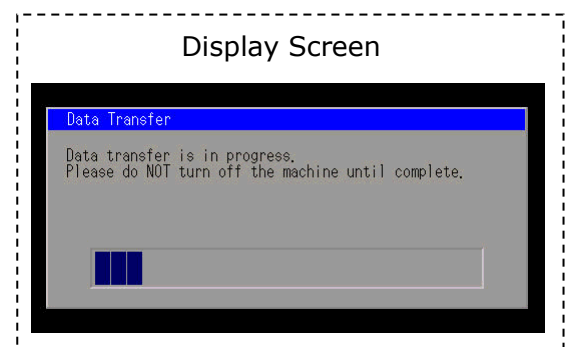 Display Screen
Data Transfer
Data transfer is in progress.
Please do NOT turn off the machine until complete.